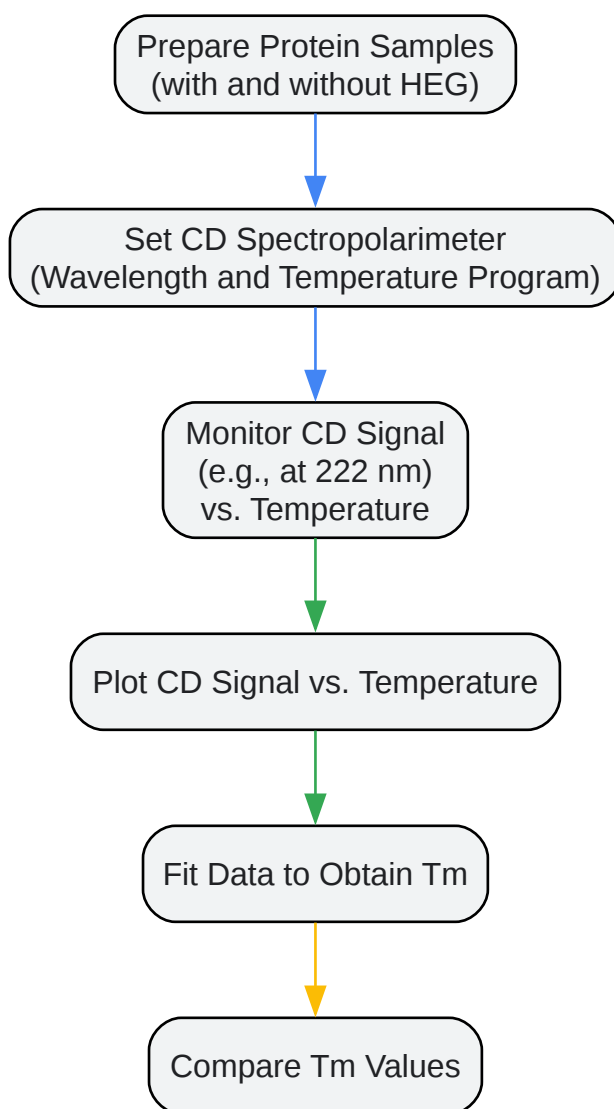 Prepare Protein Samples
(with and without HEG)
Set CD Spectropolarimeter
(Wavelength and Temperature Program)
Monitor CD Signal
(e.g., at 222 nm)
vs. Temperature
Plot CD Signal vs. Temperature
Fit Data to Obtain Tm
Compare Tm Values